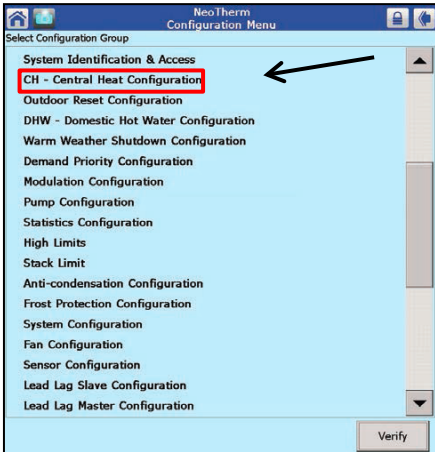 NeoTherm
Configuration Menu
Select Configuration Group
System Identification & Access
CH - Central Heat Configuration
Outdoor Reset Configuration
DHW - Domestic Hot Water Configuration
Warm Weather Shutdown Configuration
Demand Priority Configuration
Modulation Configuration
Pump Configuration
Statistics Configuration
High Limits
Stack Limit
Anti-condensation Configuration
Frost Protection Configuration
System Configuration
Fan Configuration
Sensor Configuration
Lead Lag Slave Configuration
Lead Lag Master Configuration
Verify